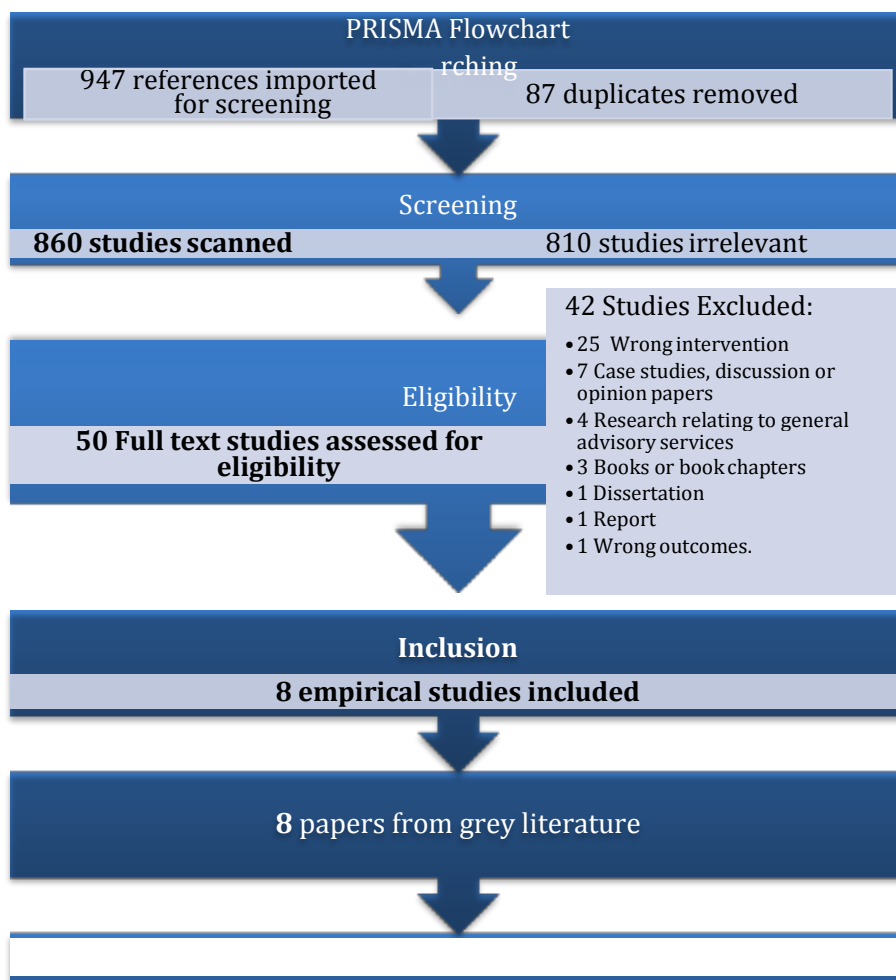 PRISMA Flowchart
rching
947 references imported
for screening
87 duplicates removed
Screening
860 studies scanned
810 studies irrelevant
42 Studies Excluded:
• 25 Wrong intervention
• 7 Case studies, discussion or
opinion papers
• 4 Research relating to general
advisory services
• 3 Books or book chapters
• 1 Dissertation
• 1 Report
• 1 Wrong outcomes.
Eligibility
50 Full text studies assessed for
eligibility
Inclusion
8 empirical studies included
8 papers from grey literature